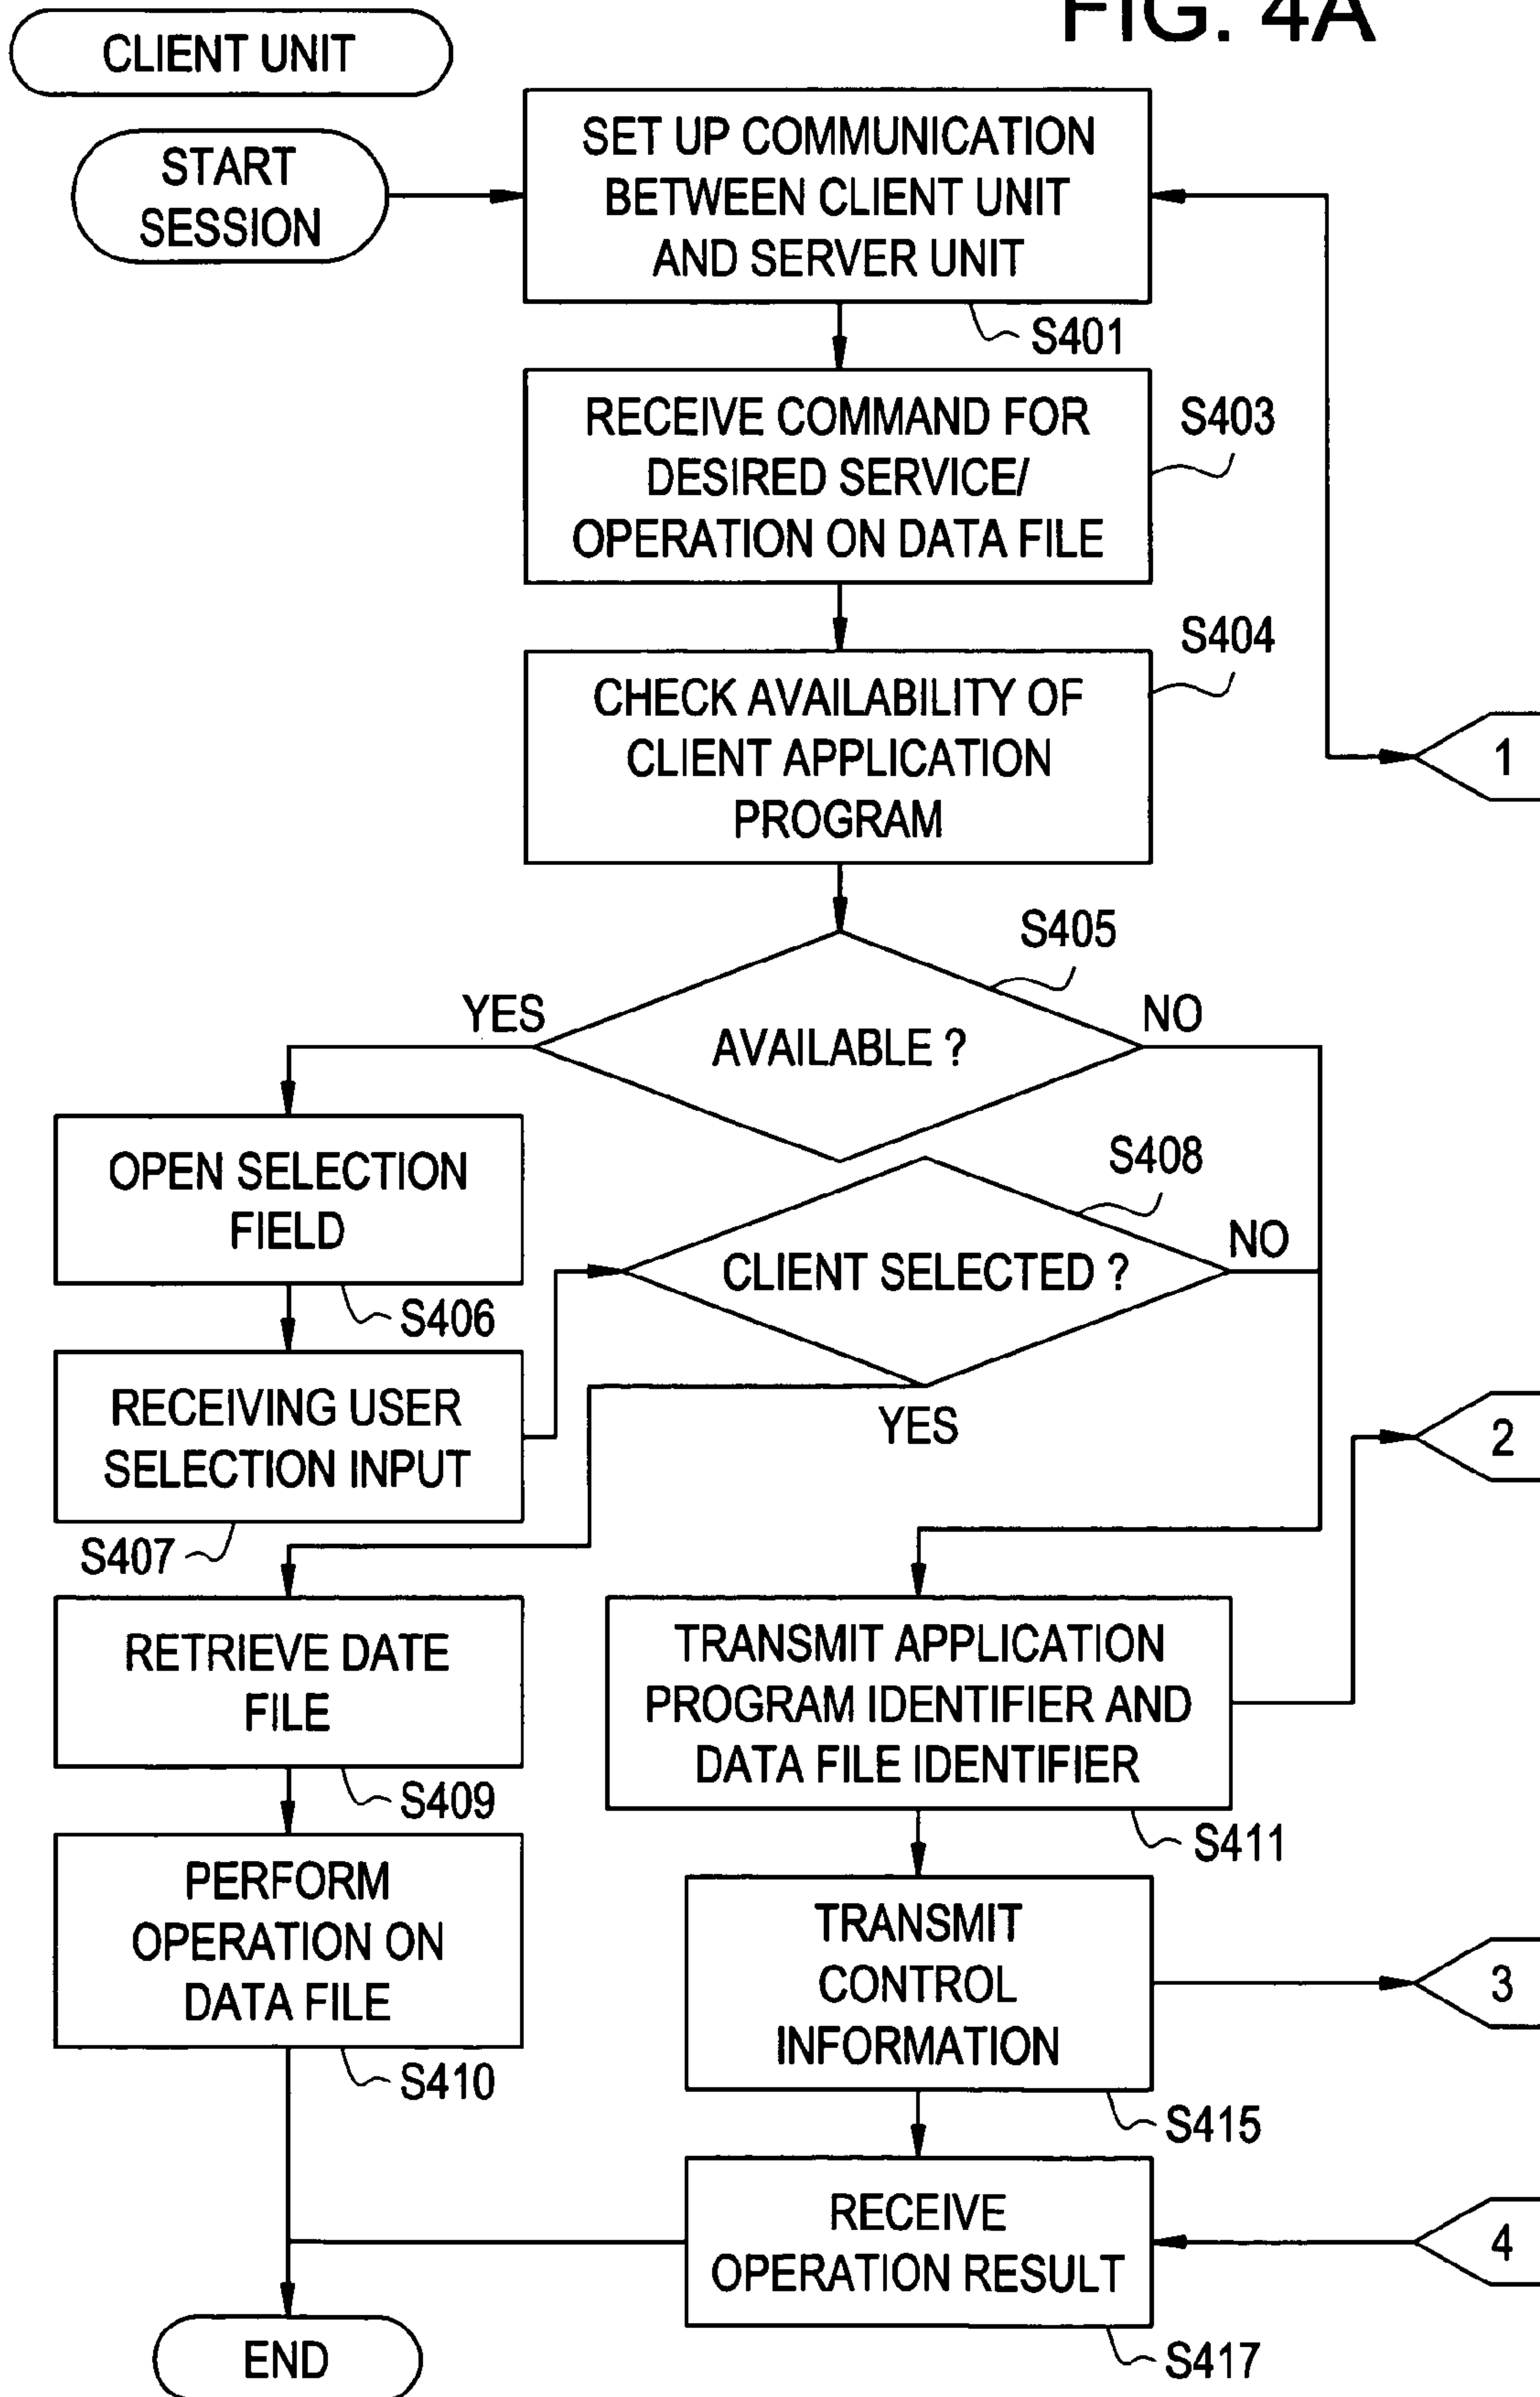 FIG. 4A
CLIENT UNIT
START
SESSION
SET UP COMMUNICATION
BETWEEN CLIENT UNIT
AND SERVER UNIT
S401
RECEIVE COMMAND FOR
DESIRED SERVICE/
OPERATION ON DATA FILE
S403
CHECK AVAILABILITY OF
CLIENT APPLICATION
PROGRAM
S404
1
S405
YES
AVAILABLE ?
NO
OPEN SELECTION
FIELD
S406
S408
CLIENT SELECTED ?
NO
YES
RECEIVING USER
SELECTION INPUT
S407
2
RETRIEVE DATE
FILE
S409
TRANSMIT APPLICATION
PROGRAM IDENTIFIER AND
DATA FILE IDENTIFIER
S411
PERFORM
OPERATION ON
DATA FILE
S410
TRANSMIT
CONTROL
INFORMATION
S415
3
RECEIVE
OPERATION RESULT
S417
4
END